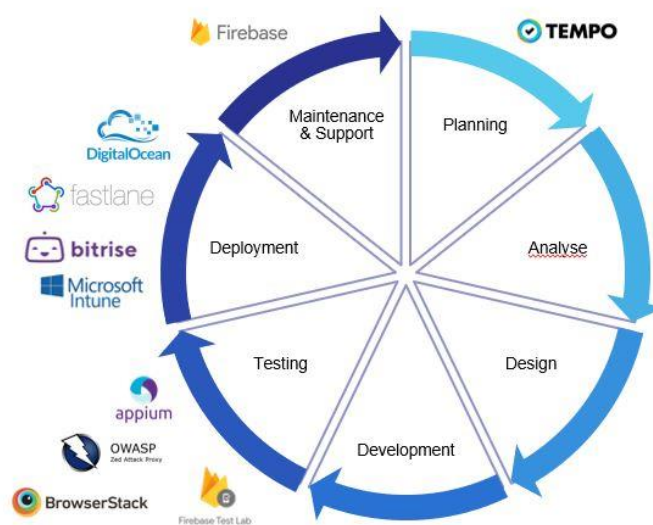 Firebase
TEMPO
Maintenance
& Support
Planning
DigitalOcean
fastlane
bitrise
Microsoft
Intune
Deployment
Analyse
Testing
Design
appium
Development
OWASP
Zed Attack Proxy
BrowserStack
Firebase Test Lab